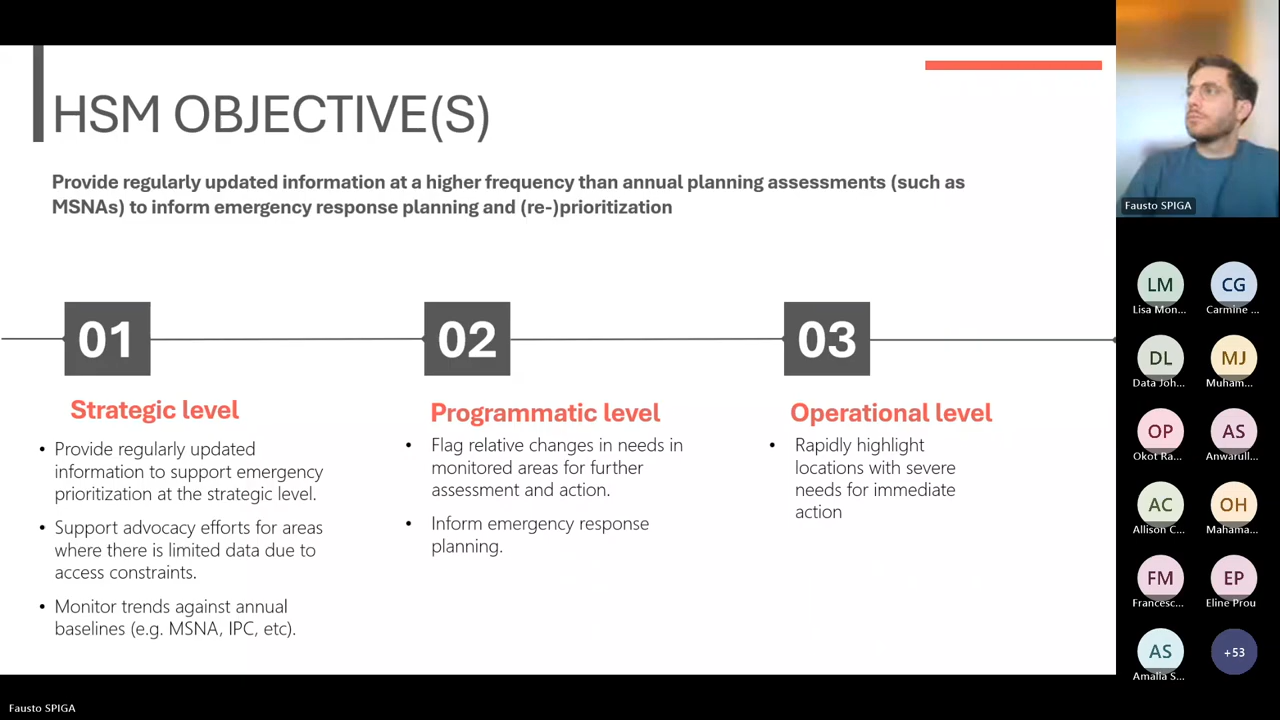 HSM OBJECTIVE(S)
Provide regularly updated information at a higher frequency than annual planning assessments (such as
MSNAs) to inform emergency response planning and (re-)prioritization
01
Strategic level
• Provide regularly updated
information to support emergency
prioritization at the strategic level.
• Support advocacy efforts for areas
where there is limited data due to
access constraints.
• Monitor trends against annual
baselines (e.g. MSNA, IPC, etc).
02
Programmatic level
• Flag relative changes in needs in
monitored areas for further
assessment and action.
• Inform emergency response
planning.
03
Operational level
• Rapidly highlight
locations with severe
needs for immediate
action
Fausto SPIGA
LM
Lisa Mon...
CG
Carmine ...
DL
Data Joh...
MJ
Muham...
OP
Okot Ra...
AS
Anwarull...
AC
Allison C...
OH
Mahama...
FM
Francesc...
EP
Eline Prou
AS
Amalia S...
+53
Fausto SPIGA